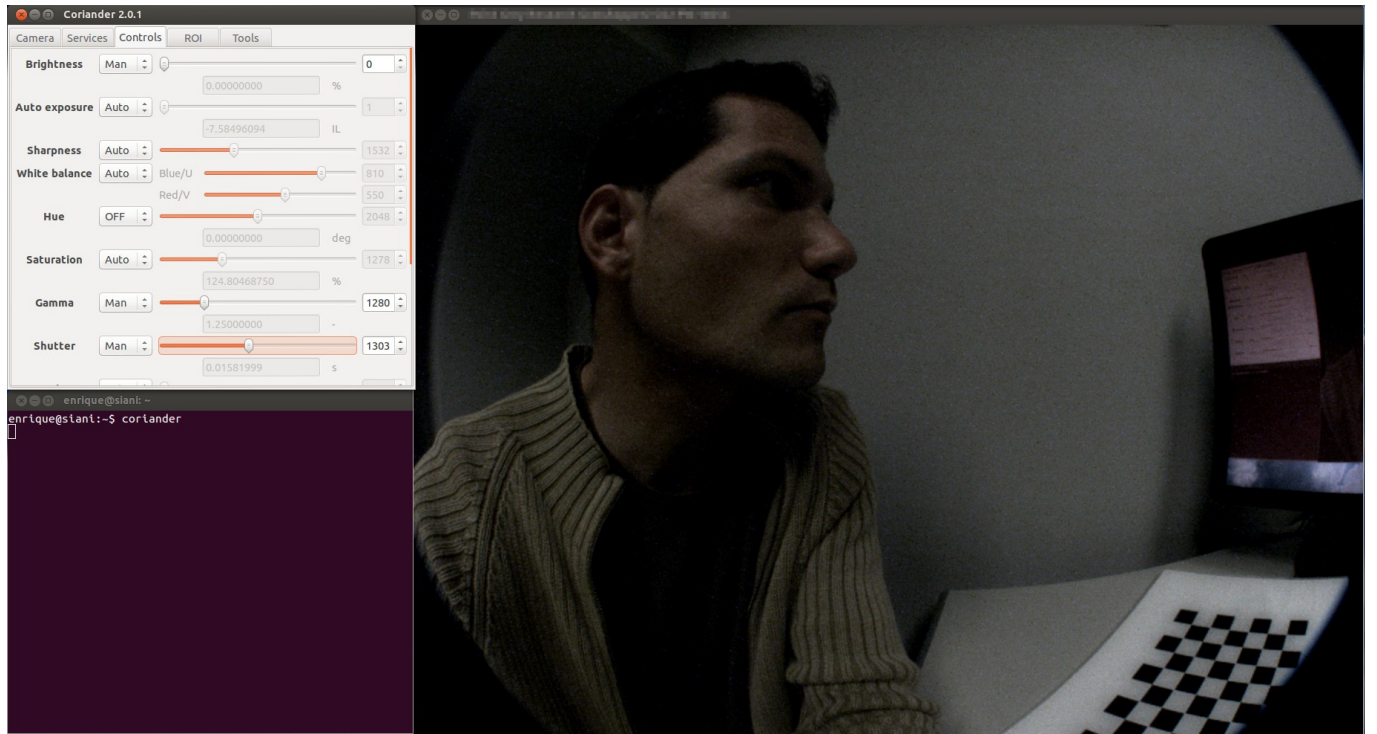 Coriander 2.0.1
Camera Services Controls ROI Tools
Brightness Man 0
0.00000000 %
Auto exposure Auto 1
-7.58496094 IL
Sharpness Auto 1532
White balance Auto Blue/U 810
Red/V 550
Hue OFF 2048
0.00000000 deg
Saturation Auto 1278
124.80468750 %
Gamma Man 1280
1.25000000 -
Shutter Man 1303
0.01581999 s
enrique@siani: ~
enrique@siani:~$ coriander